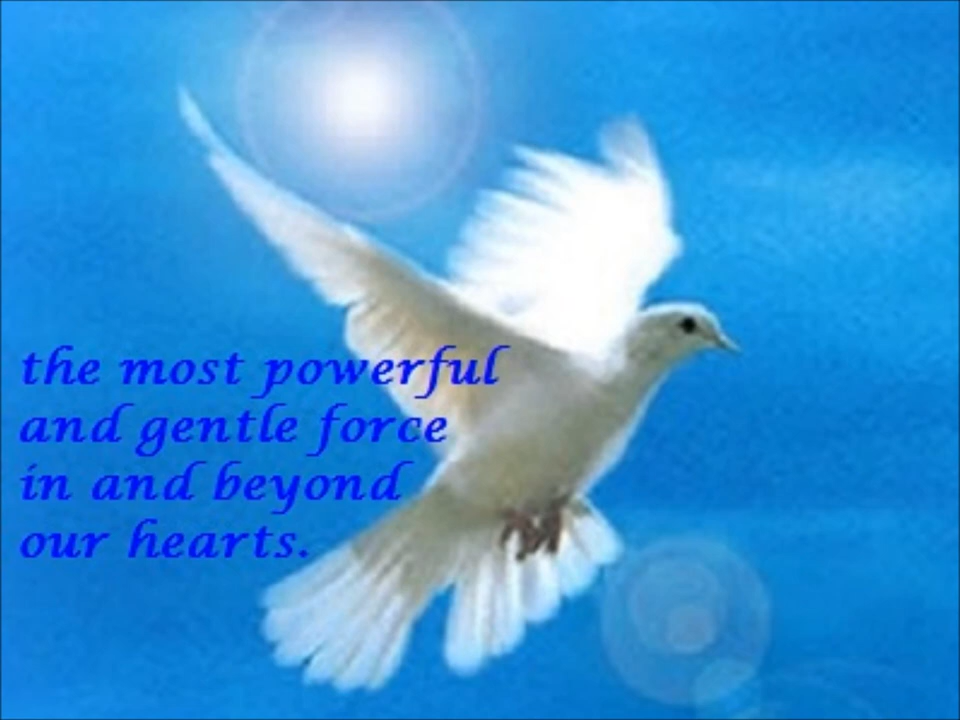 the most powerful
and gentle force
in and beyond
our hearts.